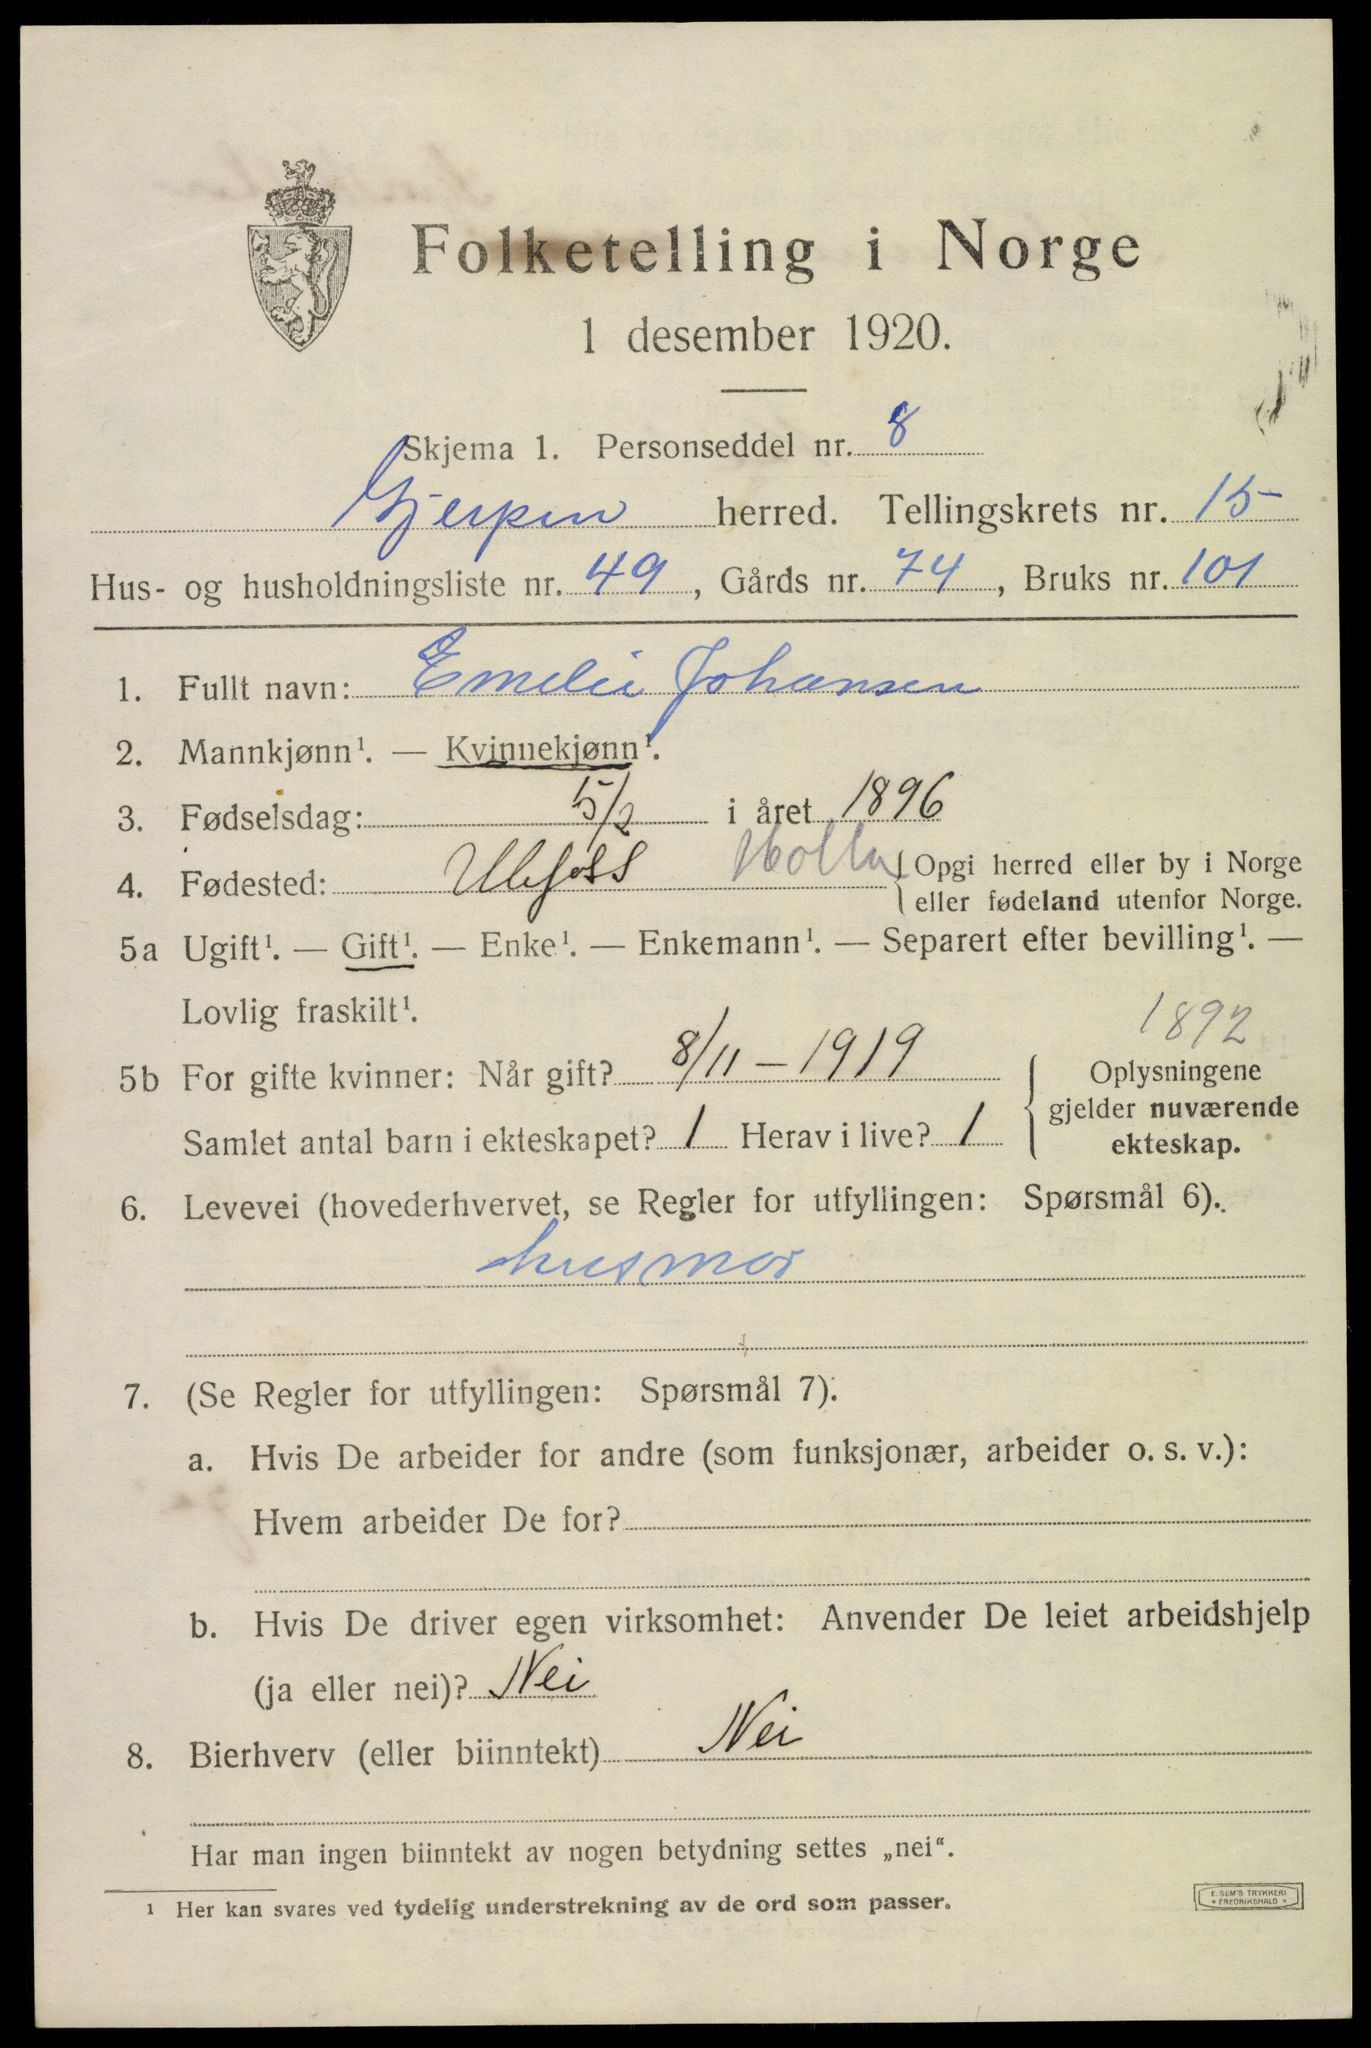 Folketelling i Norge
1 desember 1920.
Skjema 1. Personseddel nr. 8
Gjerpen herred. Tellingskrets nr. 15
Hus- og husholdningsliste nr. 49, Gårds nr. 74, Bruks nr. 101
1. Fullt navn: Emelie Johansen
2. Mannkjønn¹. — Kvinnekjønn¹.
3. Fødselsdag: 5/2 i året 1896
4. Fødested: Ulefoss Holla { Opgi herred eller by i Norge
eller fødeland utenfor Norge.
5a Ugift¹. — Gift¹. — Enke¹. — Enkemann¹. — Separert efter bevilling¹. —
Lovlig fraskilt¹.
1892
5b For gifte kvinner: Når gift? 8/11 – 1919
Samlet antal barn i ekteskapet? 1 Herav i live? 1
Oplysningene
gjelder nuværende
ekteskap.
6. Levevei (hovederhvervet, se Regler for utfyllingen: Spørsmål 6).
husmor
7. (Se Regler for utfyllingen: Spørsmål 7).
a. Hvis De arbeider for andre (som funksjonær, arbeider o. s. v.):
Hvem arbeider De for?
b. Hvis De driver egen virksomhet: Anvender De leiet arbeidshjelp
(ja eller nei)? Nei
8. Bierhverv (eller biinntekt) Nei
Har man ingen biinntekt av nogen betydning settes „nei“.
¹ Her kan svares ved tydelig understrekning av de ord som passer.
E. SEM'S TRYKKERI
• FREDRIKSHALD •